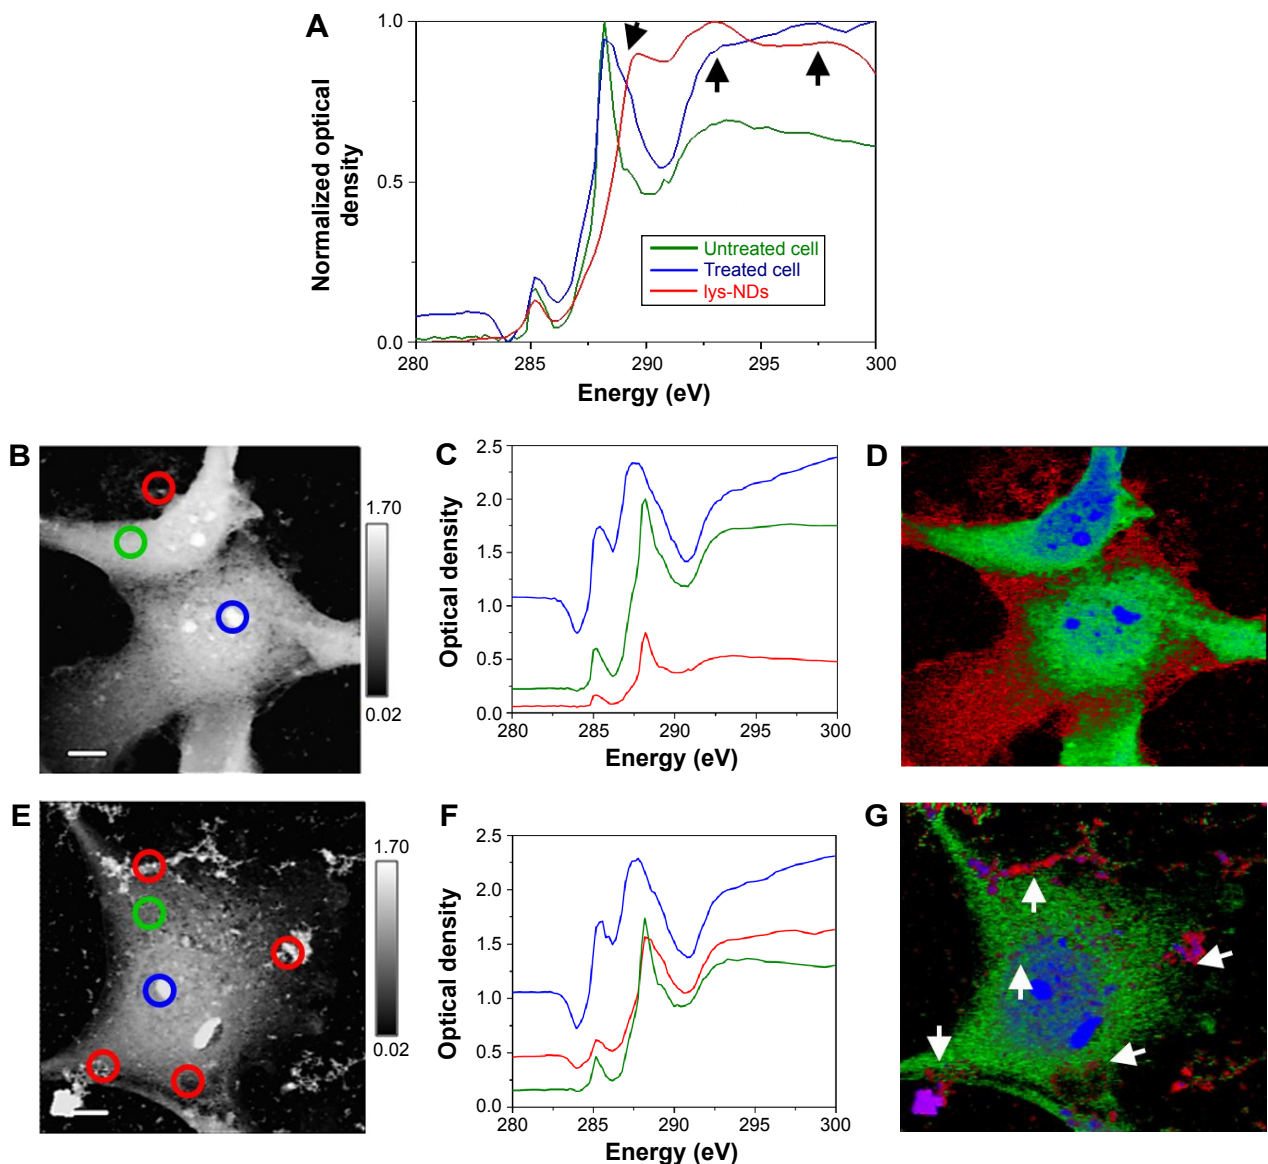 A
Normalized optical
density
1.0
0.5
0.0
Untreated cell
Treated cell
lys-NDs
280
285
290
295
300
Energy (eV)
B
1.70
0.02
C
Optical density
2.5
2.0
1.5
1.0
0.5
0.0
280
285
290
295
300
Energy (eV)
D
E
1.70
0.02
F
Optical density
2.5
2.0
1.5
1.0
0.5
0.0
280
285
290
295
300
Energy (eV)
G